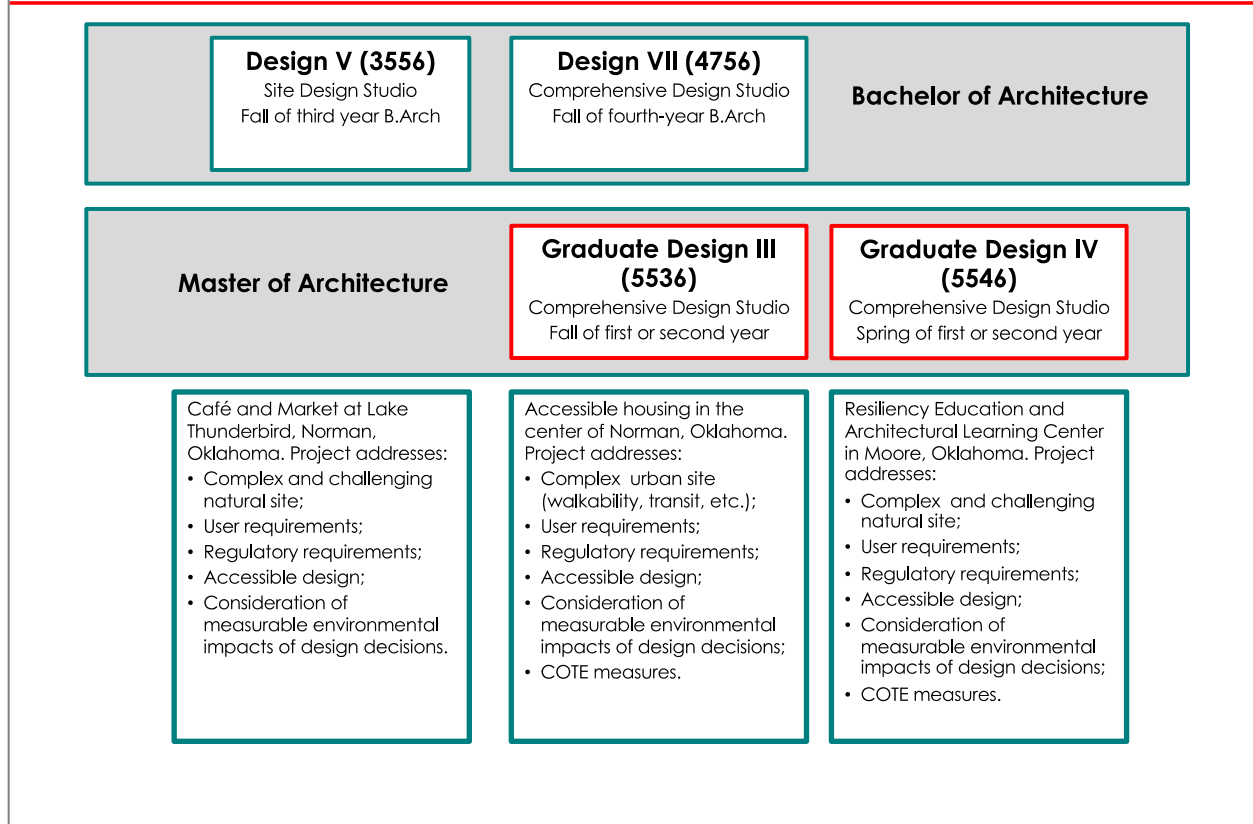 Design V (3556)
Site Design Studio
Fall of third year B.Arch
Design VII (4756)
Comprehensive Design Studio
Fall of fourth-year B.Arch
Bachelor of Architecture
Master of Architecture
Graduate Design III
(5536)
Comprehensive Design Studio
Fall of first or second year
Graduate Design IV
(5546)
Comprehensive Design Studio
Spring of first or second year
Café and Market at Lake
Thunderbird, Norman,
Oklahoma. Project addresses:
• Complex and challenging
natural site;
• User requirements;
• Regulatory requirements;
• Accessible design;
• Consideration of
measurable environmental
impacts of design decisions.
Accessible housing in the
center of Norman, Oklahoma.
Project addresses:
• Complex urban site
(walkability, transit, etc.);
• User requirements;
• Regulatory requirements;
• Accessible design;
• Consideration of
measurable environmental
impacts of design decisions;
• COTE measures.
Resiliency Education and
Architectural Learning Center
in Moore, Oklahoma. Project
addresses:
• Complex and challenging
natural site;
• User requirements;
• Regulatory requirements;
• Accessible design;
• Consideration of
measurable environmental
impacts of design decisions;
• COTE measures.